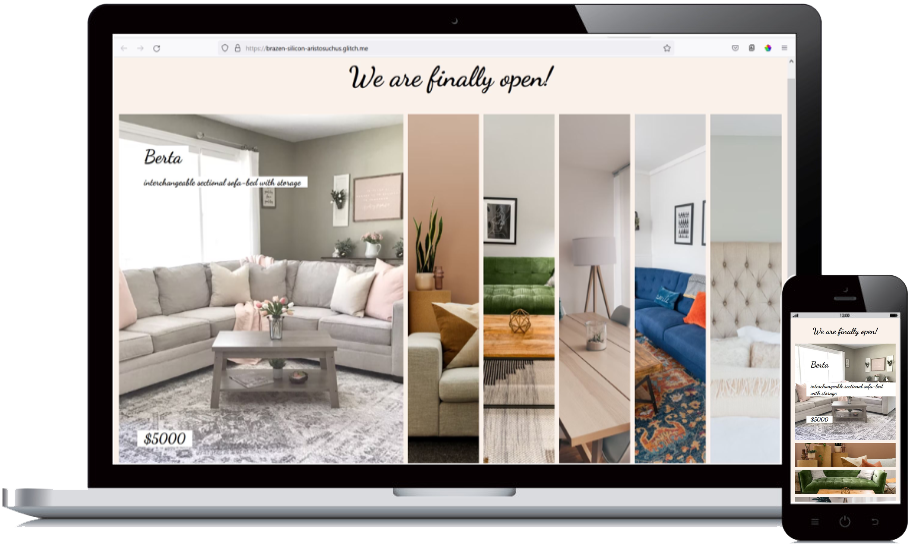 https://brazen-silicon-aristosuchus.glitch.me
We are finally open!
Berta
interchangeable sectional sofa-bed with storage
$5000
We are finally open!
Berta
interchangeable sectional sofa-bed
with storage
$5000